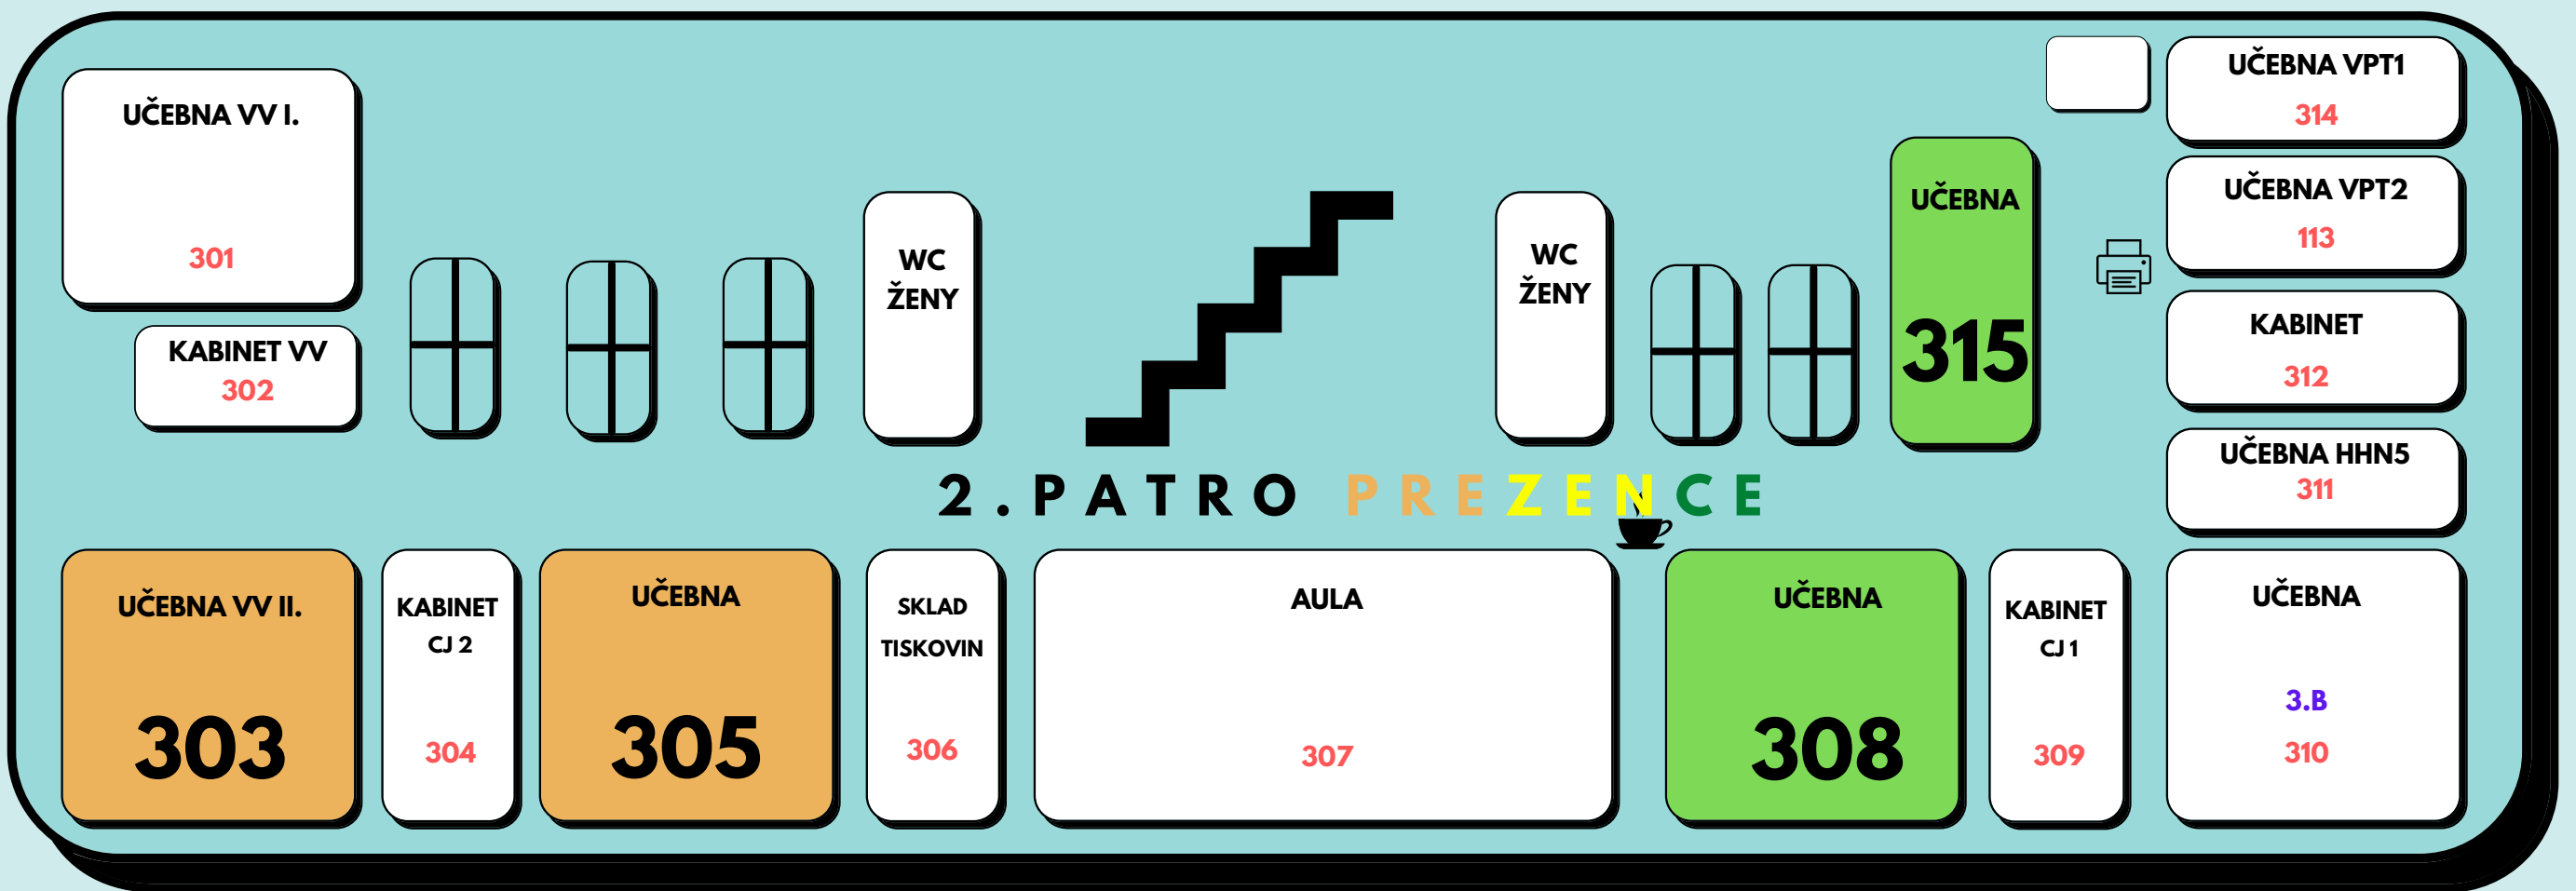 UČEBNA VV I.
301
KABINET VV
302
WC
ŽENY
WC
ŽENY
UČEBNA
315
UČEBNA VPT1
314
UČEBNA VPT2
113
KABINET
312
UČEBNA HHN5
311
2.PATRO PREZENCE
UČEBNA VV II.
303
KABINET
CJ 2
304
UČEBNA
305
SKLAD
TISKOVIN
306
AULA
307
UČEBNA
308
KABINET
CJ 1
309
UČEBNA
3.B
310